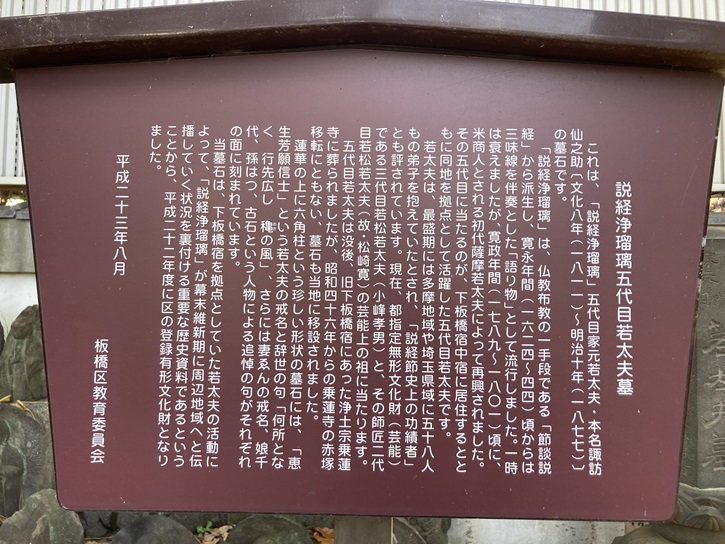 説経浄瑠璃五代目若太夫墓
これは、「説経浄瑠璃」五代目家元若太夫・本名諏訪
仙之助〔文化八年（一八一一）～明治十年（一八七七）〕
の墓石です。
「説経浄瑠璃」は、仏教布教の一手段である「節談説
経」から派生し、寛永年間（一六二四～四四）頃からは
三味線を伴奏とした「語り物」として流行しました。一時
は衰えましたが、寛政年間（一七八九～一八〇一）頃に、
米商人とされる初代薩摩若太夫によって再興されました。
その五代目に当たるのが、下板橋宿中宿に居住するとと
もに同地を拠点として活躍した五代目若太夫です。
若太夫は、最盛期には多摩地域や埼玉県域に五十八人
もの弟子を抱えていたとされ、「説経節史上の功績者」
とも評されています。現在、都指定無形文化財（芸能）
である三代目若松若太夫（小峰孝男）と、その師匠二代
目若松若太夫（故・松崎寛）の芸能上の祖に当たります。
五代目若太夫は没後、旧下板橋宿にあった浄土宗乗蓮
寺に葬られましたが、昭和四十六年からの乗蓮寺の赤塚
移転にともない、墓石も当地に移設されました。
蓮華の上に六角柱という珍しい形状の墓石には、「恵
生芳願信士」という若太夫の戒名と辞世の句「何所とな
く　行先広し　穐の風」、さらには妻ゑんの戒名、娘千
代、孫はつ、古石という人物による追悼の句がそれぞれ
の面に刻まれています。
当墓石は、下板橋宿を拠点としていた若太夫の活動に
よって、「説経浄瑠璃」が幕末維新期に周辺地域へと伝
播していく状況を裏付ける重要な歴史資料であるという
ことから、平成二十二年度に区の登録有形文化財となり
ました。
平成二十三年八月
板橋区教育委員会